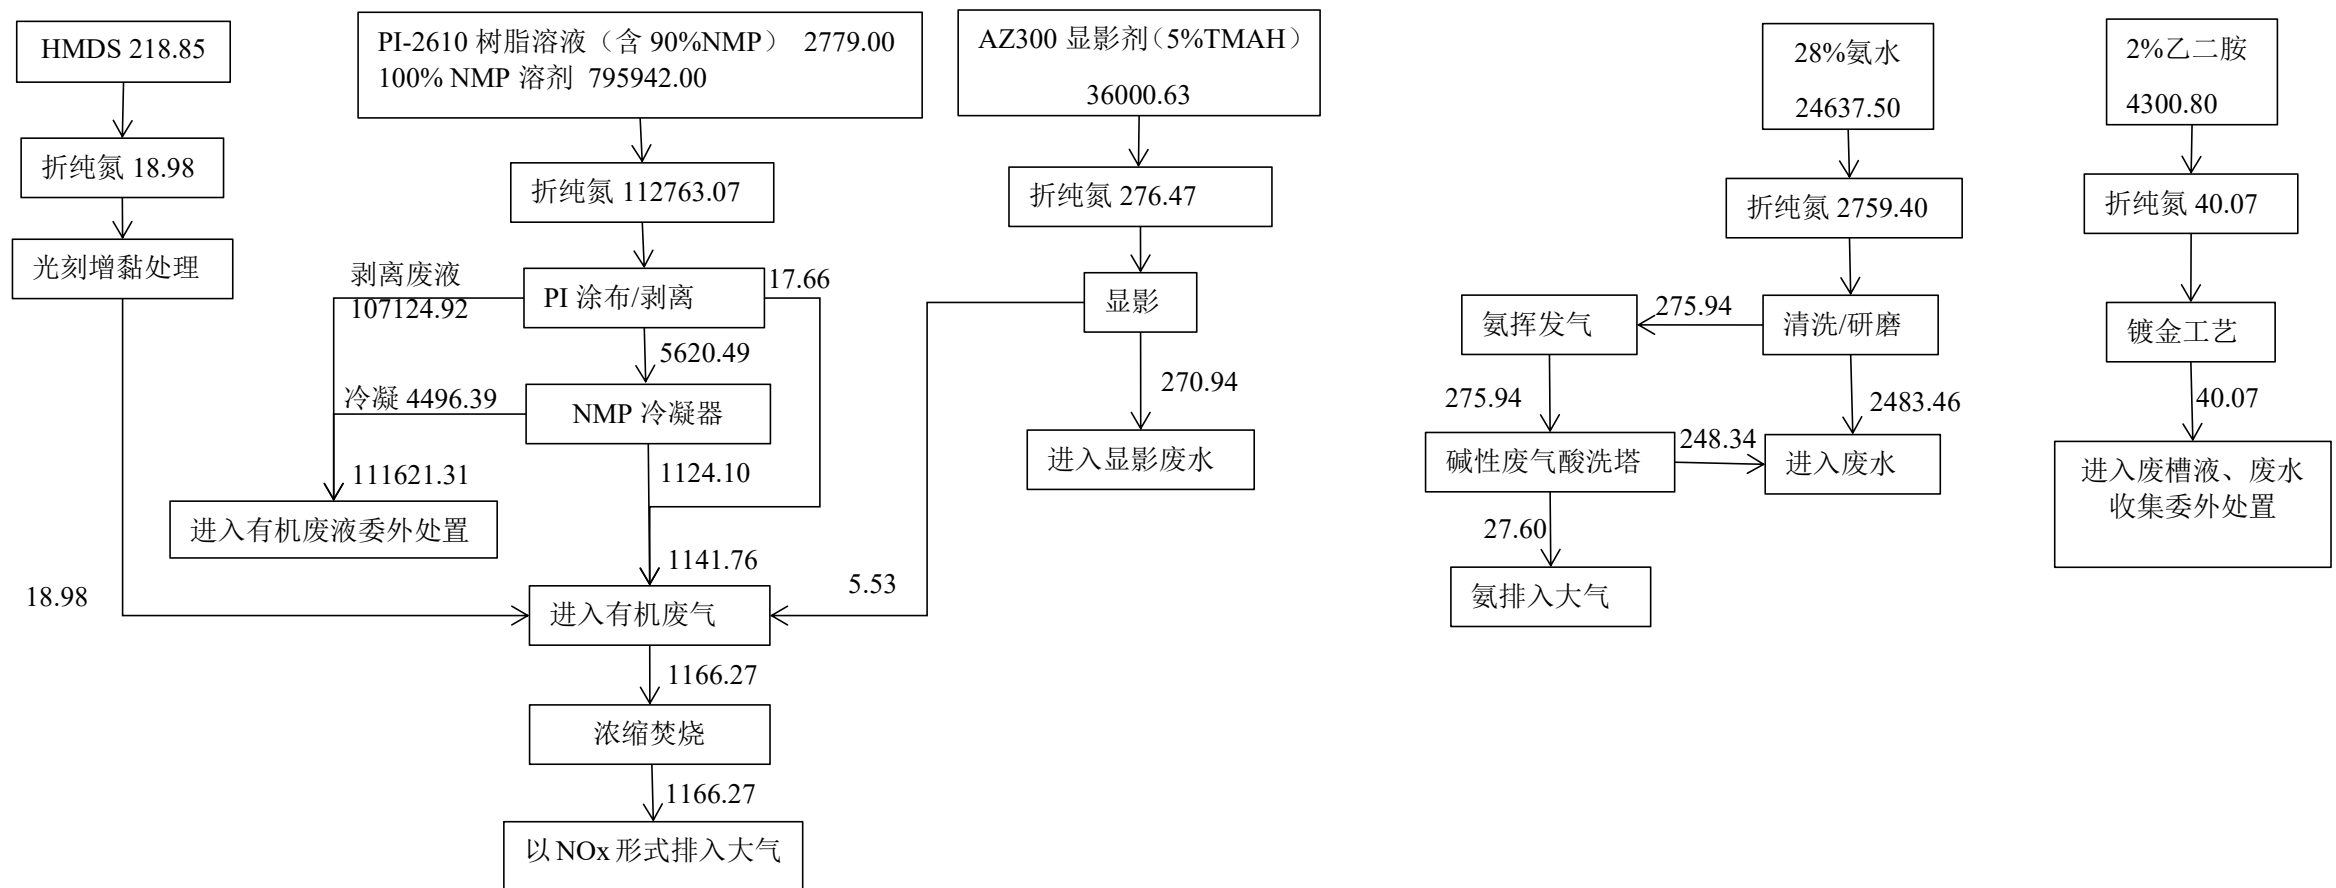 HMDS 218.85
PI-2610 树脂溶液（含 90%NMP） 2779.00
100% NMP 溶剂 795942.00
AZ300 显影剂（5%TMAH）
36000.63
28%氨水
24637.50
2%乙二胺
4300.80
折纯氮 18.98
折纯氮 112763.07
折纯氮 276.47
折纯氮 2759.40
折纯氮 40.07
光刻增黏处理
剥离废液
107124.92
PI 涂布/剥离
17.66
显影
氨挥发气
275.94
清洗/研磨
镀金工艺
5620.49
270.94
275.94
2483.46
40.07
冷凝 4496.39
NMP 冷凝器
111621.31
1124.10
进入显影废水
碱性废气酸洗塔
248.34
进入废水
进入废槽液、废水
收集委外处置
进入有机废液委外处置
27.60
1141.76
18.98
5.53
进入有机废气
氨排入大气
1166.27
浓缩焚烧
1166.27
以 NOx 形式排入大气